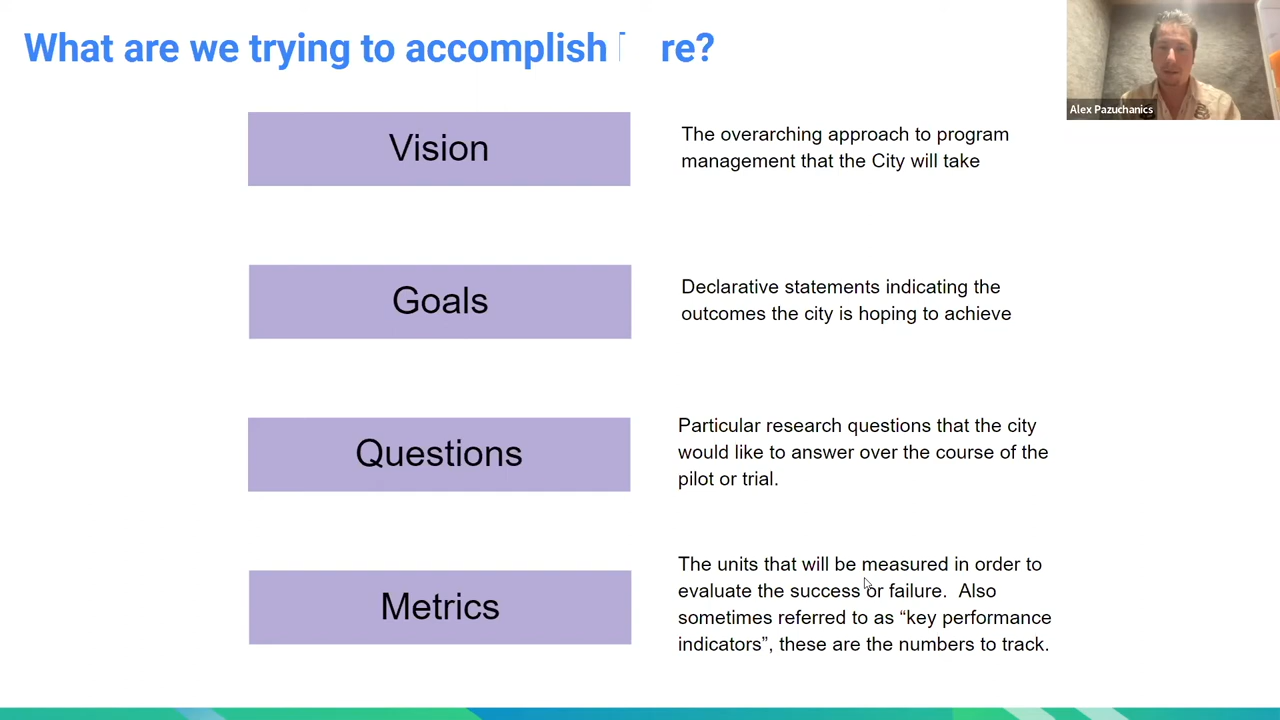 What are we trying to accomplish re?
Alex Pazuchanics
Vision
The overarching approach to program
management that the City will take
Goals
Declarative statements indicating the
outcomes the city is hoping to achieve
Questions
Particular research questions that the city
would like to answer over the course of the
pilot or trial.
Metrics
The units that will be measured in order to
evaluate the success or failure.  Also
sometimes referred to as “key performance
indicators”, these are the numbers to track.